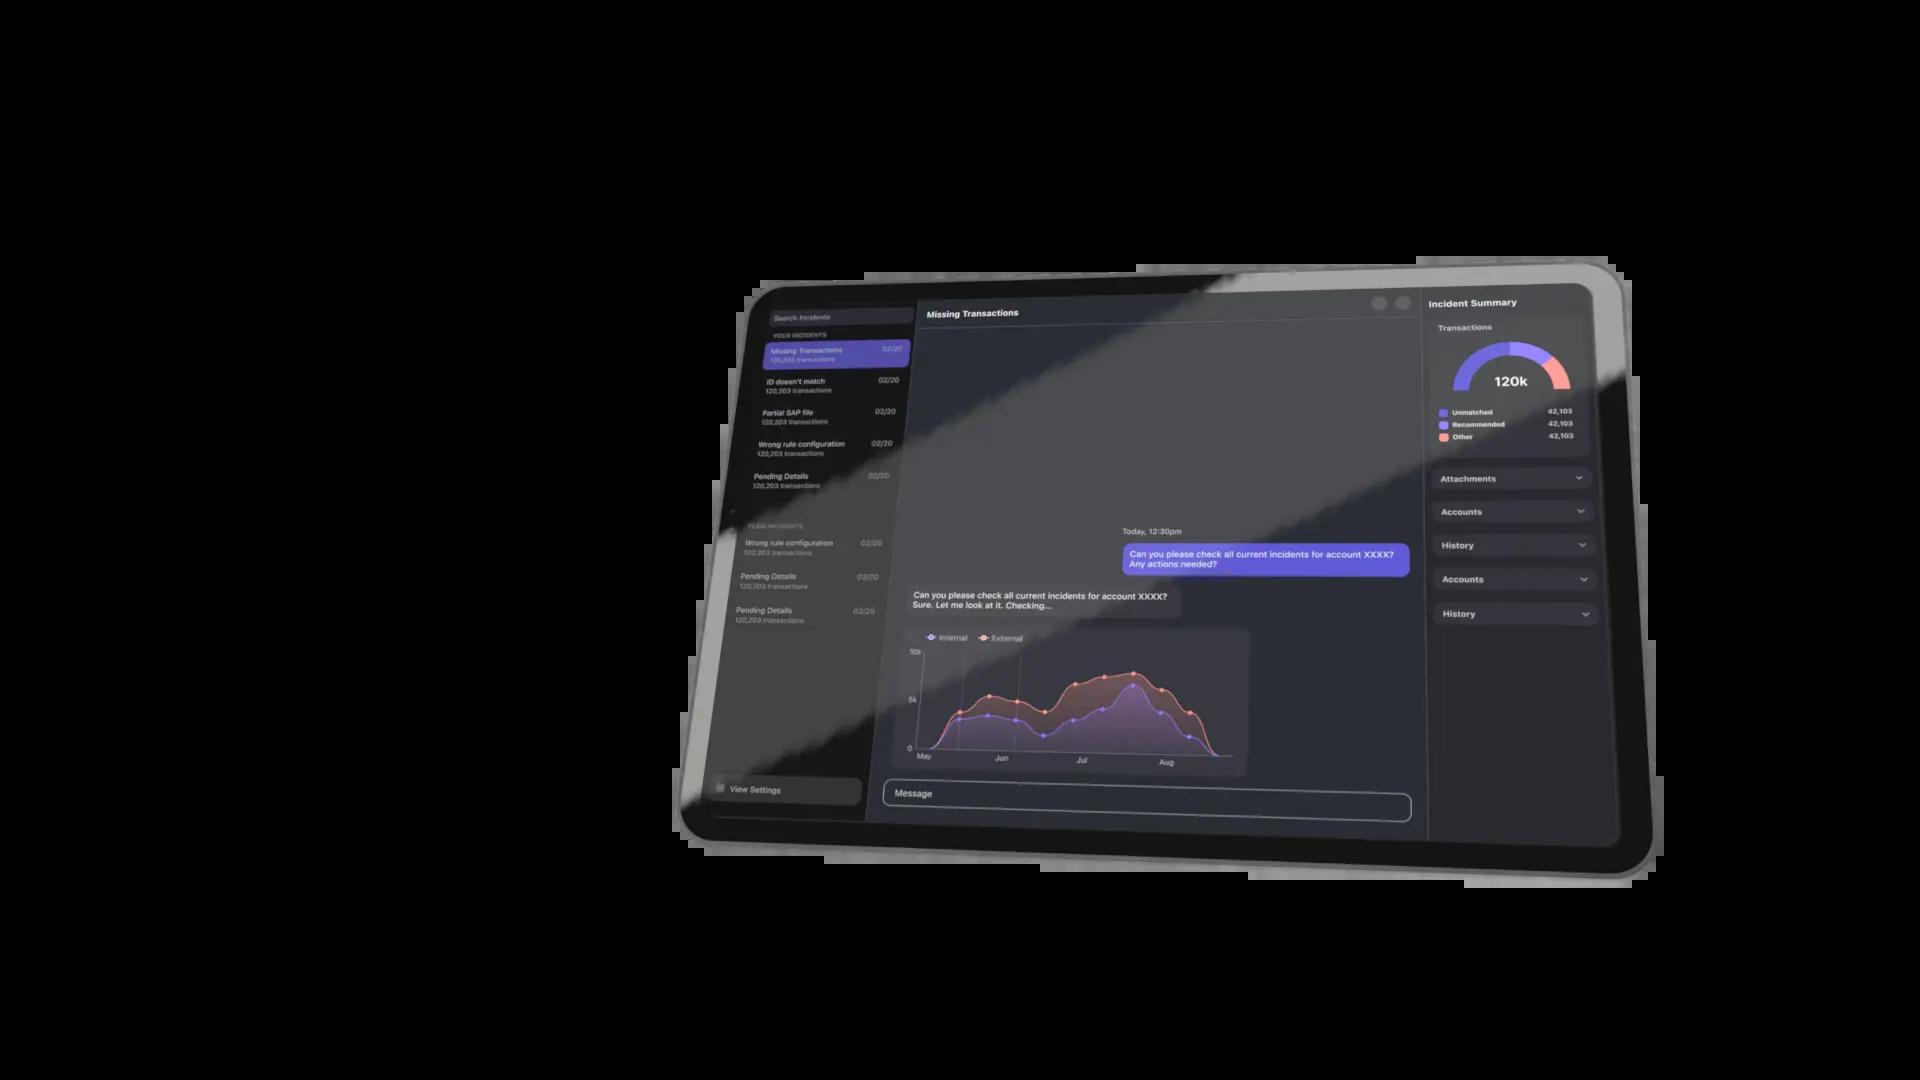 Search Incidents
YOUR INCIDENTS
Missing Transactions 02/20
120,203 transactions
ID doesn't match 02/20
120,203 transactions
Partial SAP file 02/20
120,203 transactions
Wrong rule configuration 02/20
120,203 transactions
Pending Details 02/20
120,203 transactions
TEAM INCIDENTS
Wrong rule configuration 02/20
120,203 transactions
Pending Details 02/20
120,203 transactions
Pending Details 02/20
120,203 transactions
View Settings
Missing Transactions
Today, 12:30pm
Can you please check all current incidents for account XXXX?
Any actions needed?
Can you please check all current incidents for account XXXX?
Sure. Let me look at it. Checking...
Internal External
10k
5k
0
May Jun Jul Aug
Message
Incident Summary
Transactions
120k
Unmatched 42,103
Recommended 42,103
Other 42,103
Attachments
Accounts
History
Accounts
History